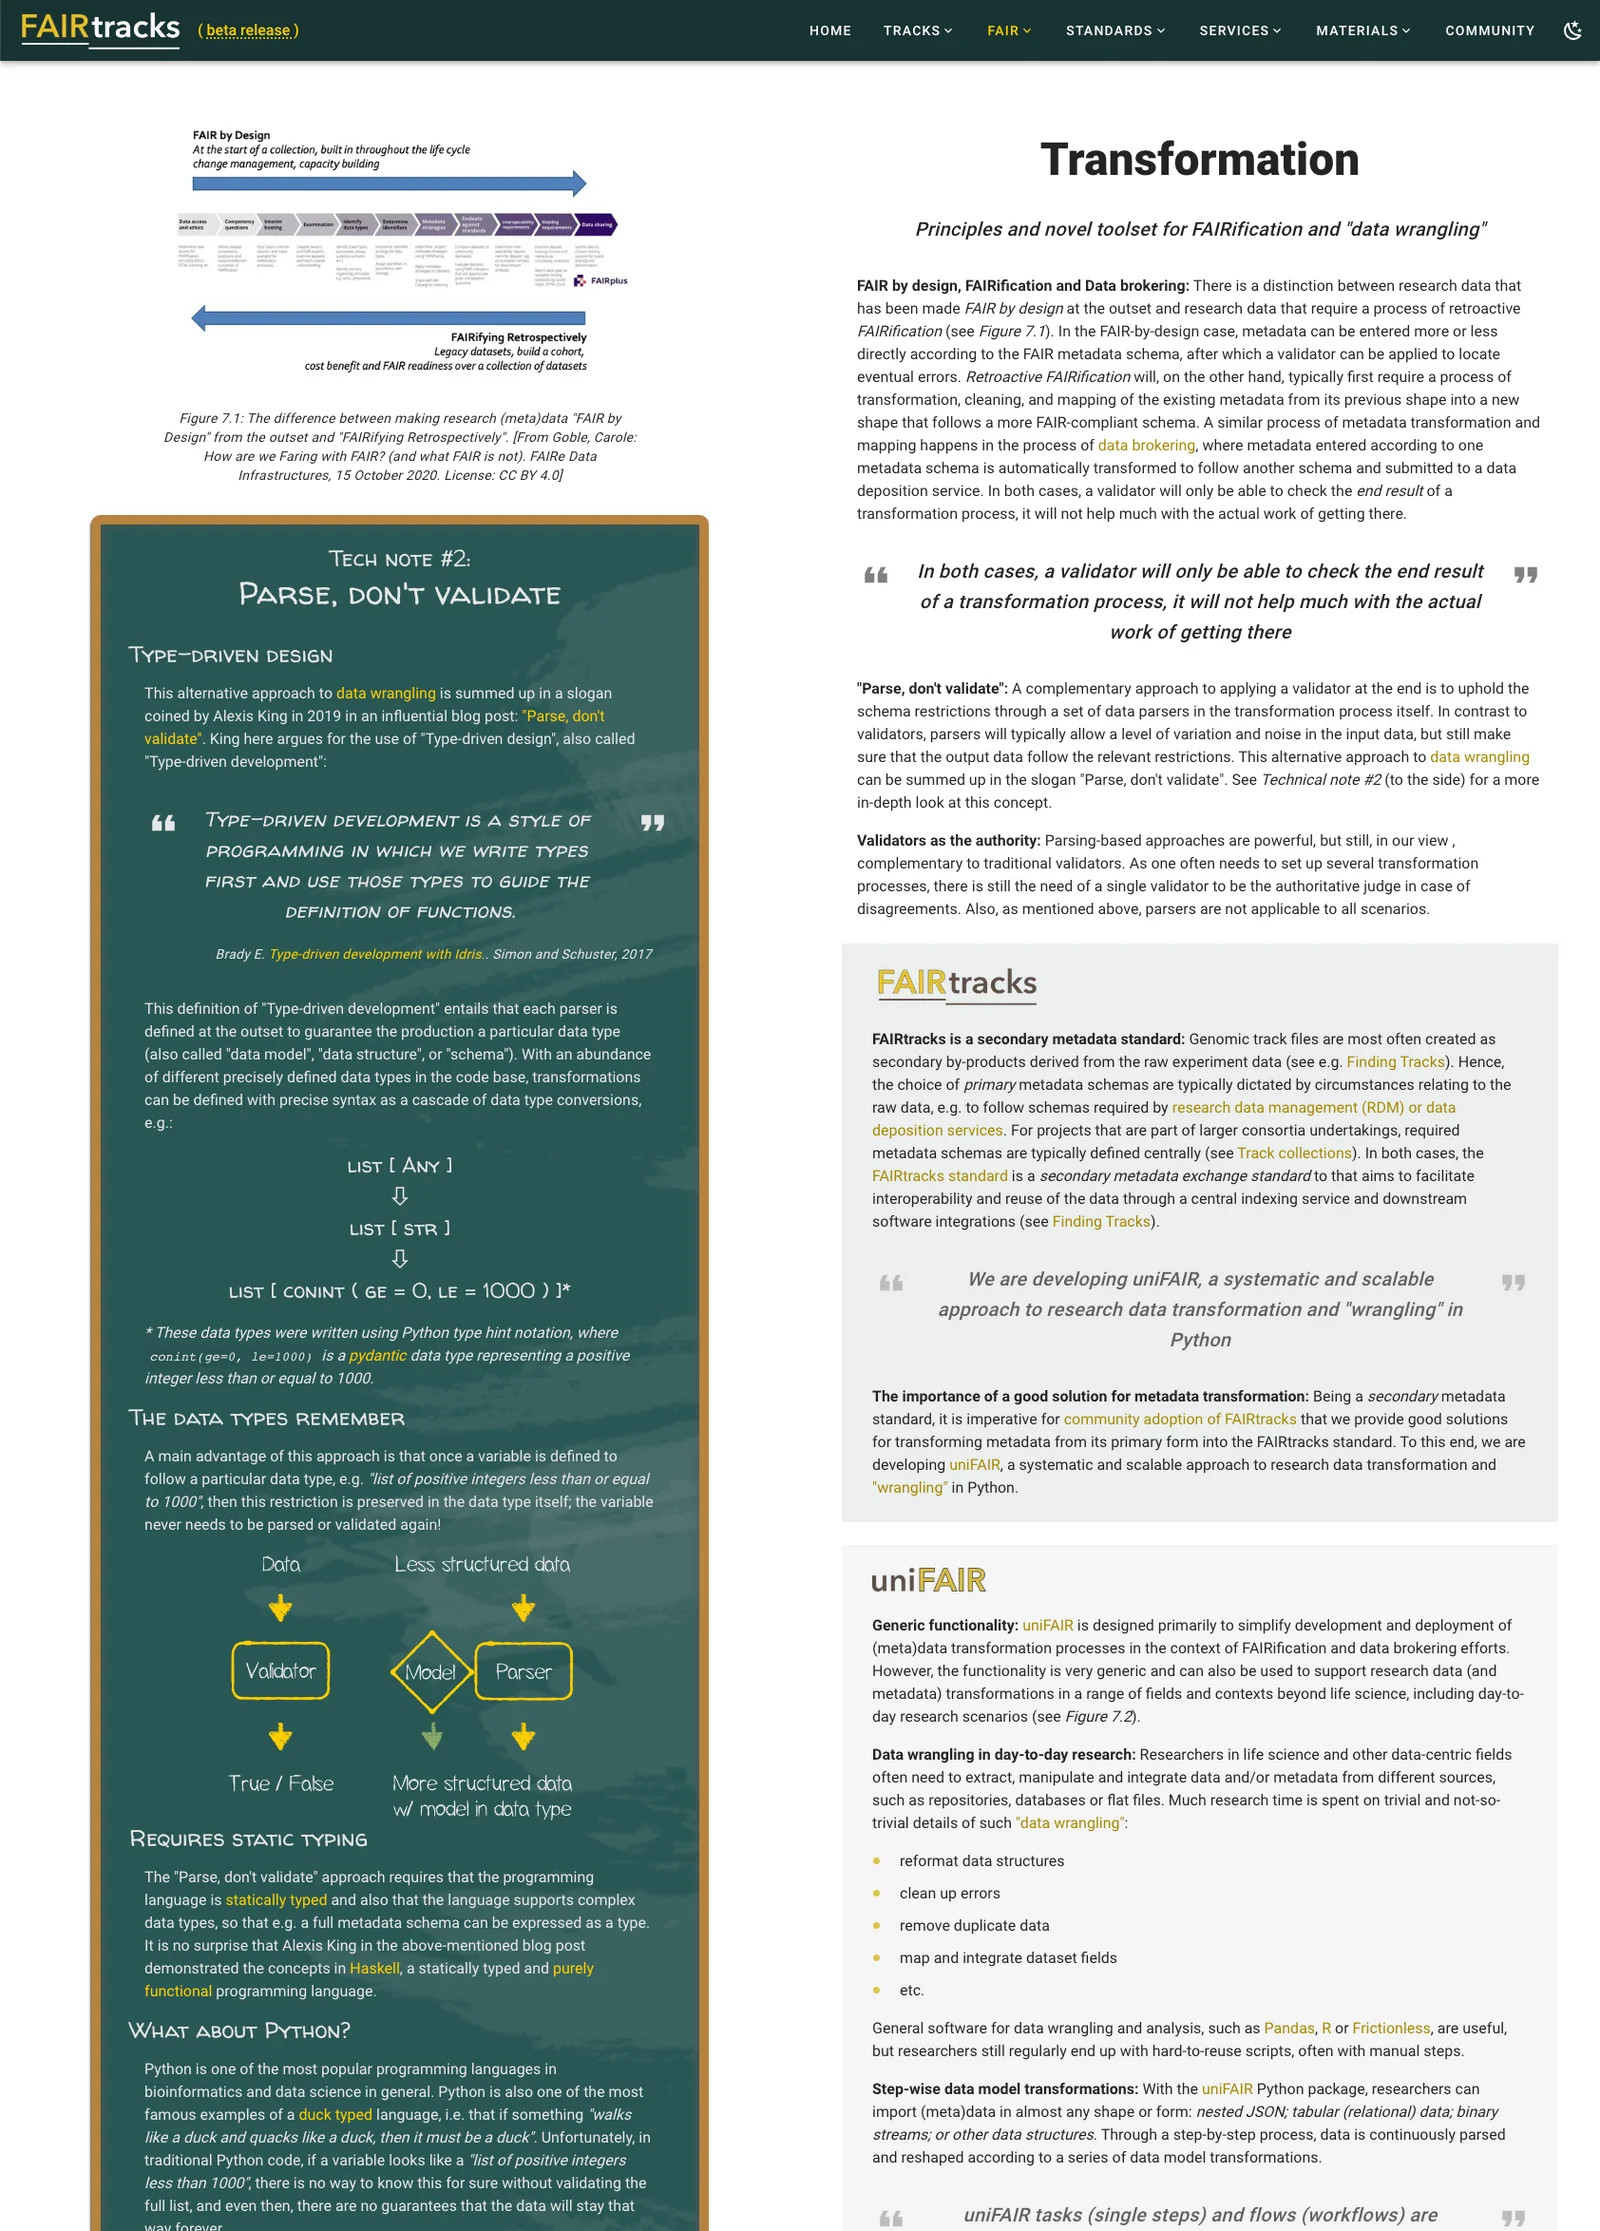 FAIRtracks ( beta release )
HOME TRACKS FAIR STANDARDS SERVICES MATERIALS COMMUNITY
FAIR by Design
At the start of a collection, built in throughout the life cycle
change management, capacity building
Data access and ethics
Competency questions
Interim hosting
Examination
Identify data types
Determine identifiers
Metadata strategies
Evaluate against standards
Interoperability requirements
Hosting requirements
Data sharing
FAIRplus
FAIRifying Retrospectively
Legacy datasets, build a cohort,
cost benefit and FAIR readiness over a collection of datasets
Figure 7.1: The difference between making research (meta)data "FAIR by
Design" from the outset and "FAIRifying Retrospectively". [From Goble, Carole:
How are we Faring with FAIR? (and what FAIR is not). FAIRe Data
Infrastructures, 15 October 2020. License: CC BY 4.0]
Tech note #2:
Parse, don't validate
Type-driven design
This alternative approach to data wrangling is summed up in a slogan
coined by Alexis King in 2019 in an influential blog post: "Parse, don't
validate". King here argues for the use of "Type-driven design", also called
"Type-driven development":
❝ Type-driven development is a style of ❞
programming in which we write types
first and use those types to guide the
definition of functions.
Brady E. Type-driven development with Idris.. Simon and Schuster, 2017
This definition of "Type-driven development" entails that each parser is
defined at the outset to guarantee the production a particular data type
(also called "data model", "data structure", or "schema"). With an abundance
of different precisely defined data types in the code base, transformations
can be defined with precise syntax as a cascade of data type conversions,
e.g.:
list [ Any ]
⇩
list [ str ]
⇩
list [ conint ( ge = 0, le = 1000 ) ]*
* These data types were written using Python type hint notation, where
conint(ge=0, le=1000) is a pydantic data type representing a positive
integer less than or equal to 1000.
The data types remember
A main advantage of this approach is that once a variable is defined to
follow a particular data type, e.g. "list of positive integers less than or equal
to 1000", then this restriction is preserved in the data type itself; the variable
never needs to be parsed or validated again!
Data Less structured data
Validator Model Parser
True / False More structured data
w/ model in data type
Requires static typing
The "Parse, don't validate" approach requires that the programming
language is statically typed and also that the language supports complex
data types, so that e.g. a full metadata schema can be expressed as a type.
It is no surprise that Alexis King in the above-mentioned blog post
demonstrated the concepts in Haskell, a statically typed and purely
functional programming language.
What about Python?
Python is one of the most popular programming languages in
bioinformatics and data science in general. Python is also one of the most
famous examples of a duck typed language, i.e. that if something "walks
like a duck and quacks like a duck, then it must be a duck". Unfortunately, in
traditional Python code, if a variable looks like a "list of positive integers
less than 1000", there is no way to know this for sure without validating the
full list, and even then, there are no guarantees that the data will stay that
way forever.
Transformation
Principles and novel toolset for FAIRification and "data wrangling"
FAIR by design, FAIRification and Data brokering: There is a distinction between research data that
has been made FAIR by design at the outset and research data that require a process of retroactive
FAIRification (see Figure 7.1). In the FAIR-by-design case, metadata can be entered more or less
directly according to the FAIR metadata schema, after which a validator can be applied to locate
eventual errors. Retroactive FAIRification will, on the other hand, typically first require a process of
transformation, cleaning, and mapping of the existing metadata from its previous shape into a new
shape that follows a more FAIR-compliant schema. A similar process of metadata transformation and
mapping happens in the process of data brokering, where metadata entered according to one
metadata schema is automatically transformed to follow another schema and submitted to a data
deposition service. In both cases, a validator will only be able to check the end result of a
transformation process, it will not help much with the actual work of getting there.
❝ In both cases, a validator will only be able to check the end result ❞
of a transformation process, it will not help much with the actual
work of getting there
"Parse, don't validate": A complementary approach to applying a validator at the end is to uphold the
schema restrictions through a set of data parsers in the transformation process itself. In contrast to
validators, parsers will typically allow a level of variation and noise in the input data, but still make
sure that the output data follow the relevant restrictions. This alternative approach to data wrangling
can be summed up in the slogan "Parse, don't validate". See Technical note #2 (to the side) for a more
in-depth look at this concept.
Validators as the authority: Parsing-based approaches are powerful, but still, in our view ,
complementary to traditional validators. As one often needs to set up several transformation
processes, there is still the need of a single validator to be the authoritative judge in case of
disagreements. Also, as mentioned above, parsers are not applicable to all scenarios.
FAIRtracks
FAIRtracks is a secondary metadata standard: Genomic track files are most often created as
secondary by-products derived from the raw experiment data (see e.g. Finding Tracks). Hence,
the choice of primary metadata schemas are typically dictated by circumstances relating to the
raw data, e.g. to follow schemas required by research data management (RDM) or data
deposition services. For projects that are part of larger consortia undertakings, required
metadata schemas are typically defined centrally (see Track collections). In both cases, the
FAIRtracks standard is a secondary metadata exchange standard to that aims to facilitate
interoperability and reuse of the data through a central indexing service and downstream
software integrations (see Finding Tracks).
❝ We are developing uniFAIR, a systematic and scalable ❞
approach to research data transformation and "wrangling" in
Python
The importance of a good solution for metadata transformation: Being a secondary metadata
standard, it is imperative for community adoption of FAIRtracks that we provide good solutions
for transforming metadata from its primary form into the FAIRtracks standard. To this end, we are
developing uniFAIR, a systematic and scalable approach to research data transformation and
"wrangling" in Python.
uniFAIR
Generic functionality: uniFAIR is designed primarily to simplify development and deployment of
(meta)data transformation processes in the context of FAIRification and data brokering efforts.
However, the functionality is very generic and can also be used to support research data (and
metadata) transformations in a range of fields and contexts beyond life science, including day-to-
day research scenarios (see Figure 7.2).
Data wrangling in day-to-day research: Researchers in life science and other data-centric fields
often need to extract, manipulate and integrate data and/or metadata from different sources,
such as repositories, databases or flat files. Much research time is spent on trivial and not-so-
trivial details of such "data wrangling":
• reformat data structures
• clean up errors
• remove duplicate data
• map and integrate dataset fields
• etc.
General software for data wrangling and analysis, such as Pandas, R or Frictionless, are useful,
but researchers still regularly end up with hard-to-reuse scripts, often with manual steps.
Step-wise data model transformations: With the uniFAIR Python package, researchers can
import (meta)data in almost any shape or form: nested JSON; tabular (relational) data; binary
streams; or other data structures. Through a step-by-step process, data is continuously parsed
and reshaped according to a series of data model transformations.
❝ uniFAIR tasks (single steps) and flows (workflows) are ❞